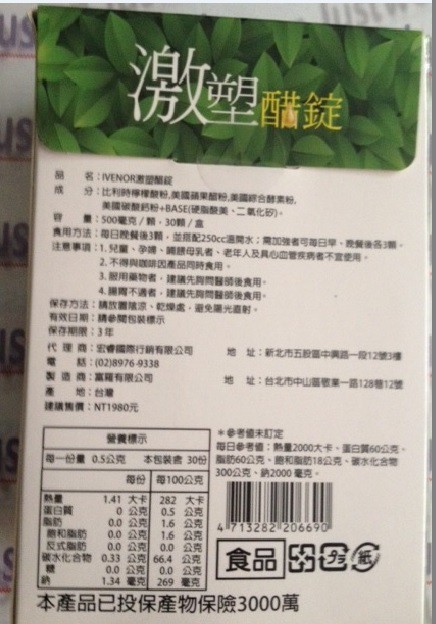 激塑醋錠
品　名：IVENOR激塑醋錠
成　分：比利時檸檬酸粉,美國蘋果醋粉,美國綜合酵素粉,
美國碳酸鈣粉+BASE(硬脂酸美、二氧化矽)。
容　量：500毫克/顆，30顆/盒
食用方法：每日晚餐後3顆，並搭配250cc溫開水；需加強者可每日早、晚餐後各3顆。
注意事項：1.兒童、孕婦、哺餵母乳者、老年人及具心血管疾病者不宜使用。
2.不得與咖啡因產品同時食用。
3.服用藥物者，建議先詢問醫師後食用。
4.腸胃不適者，建議先詢問醫師後食用。
保存方法：請放置陰涼、乾燥處，避免陽光直射。
有效日期：請參閱包裝標示
保存期限：3年
代 理 商：宏睿國際行銷有限公司　地　址：新北市五股區中興路一段12號3樓
電　話：(02)8976-9338
製 造 商：富羅有限公司　地　址：台北市中山區敬業一路128巷12號
產　地：台灣
建議售價：NT1980元
營養標示
每一份量 0.5公克　本包裝含 30份
每份　每100公克
熱量 1.41 大卡 282 大卡
蛋白質 0 公克 0.5 公克
脂肪 0.0 公克 1.6 公克
飽和脂肪 0.0 公克 1.6 公克
反式脂肪 0.0 公克 0.0 公克
碳水化合物 0.33 公克 66.4 公克
糖 0.0 公克 0.0 公克
鈉 1.34 毫克 269 毫克
＊參考值未訂定
每日參考值：熱量2000大卡、蛋白質60公克、
脂肪60公克、飽和脂肪18公克、碳水化合物
300公克、鈉2000 毫克。
4 713282 206690
食品 紙
本產品已投保產物保險3000萬